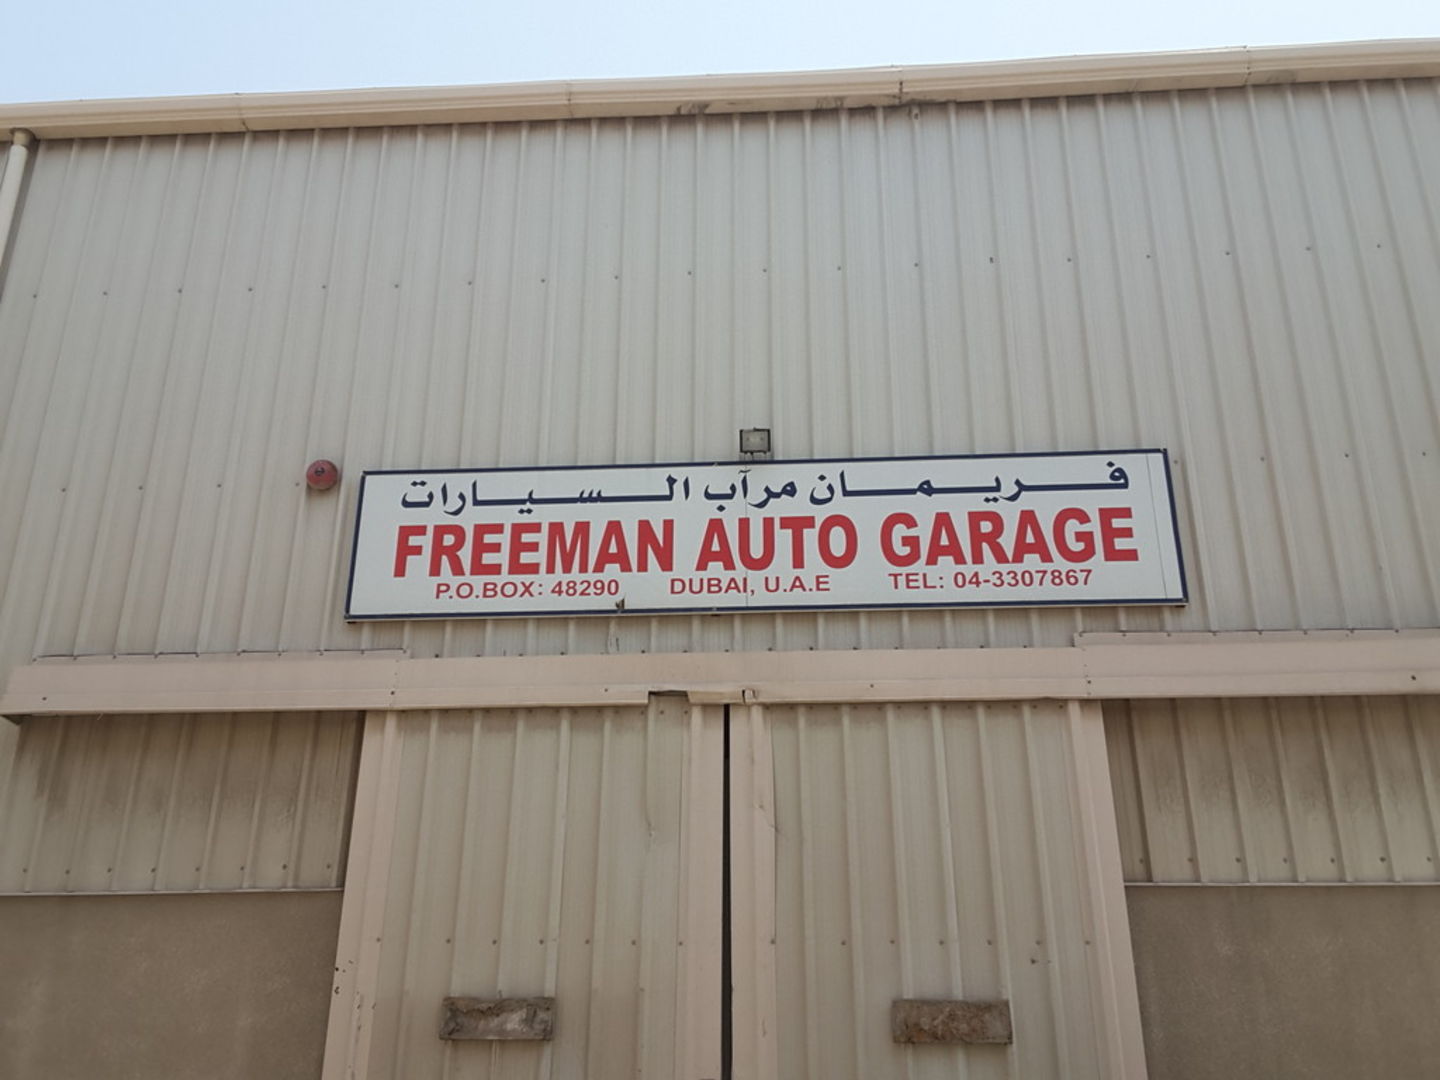 فريمان مرآب السيارات
FREEMAN AUTO GARAGE
P.O.BOX: 48290 DUBAI, U.A.E TEL: 04-3307867